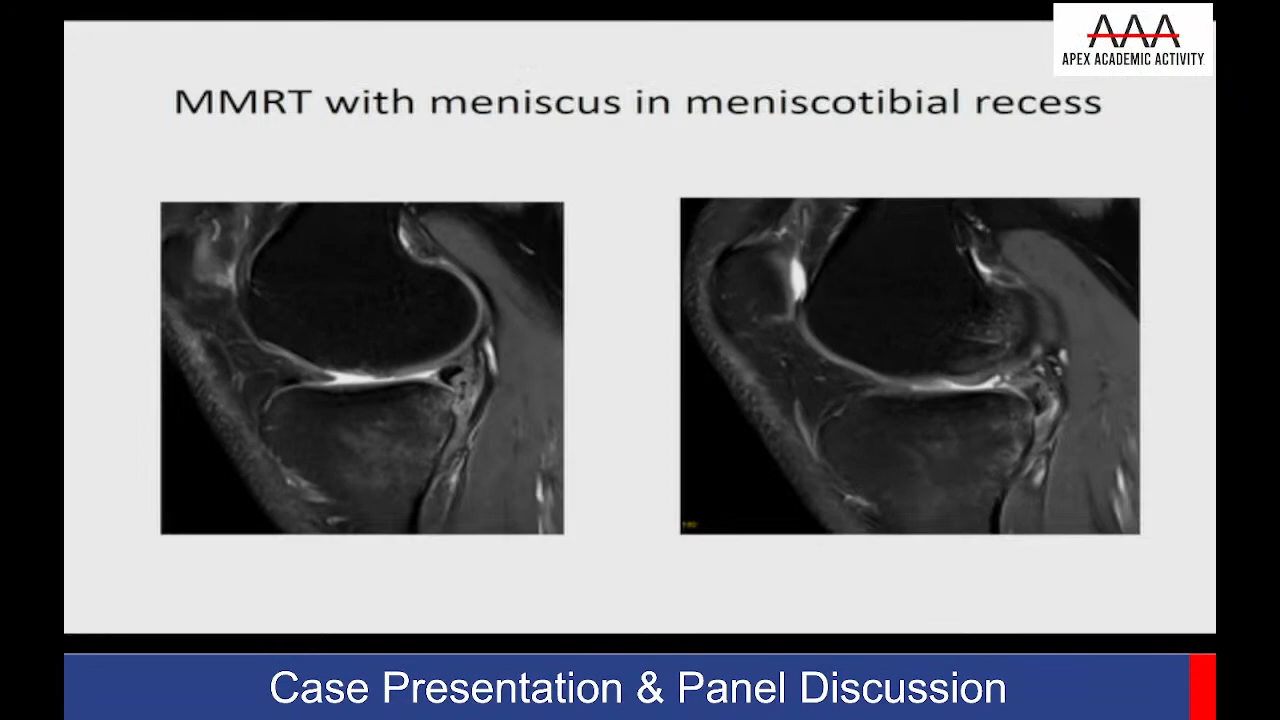 AAA
APEX ACADEMIC ACTIVITY
MMRT with meniscus in meniscotibial recess
Case Presentation & Panel Discussion